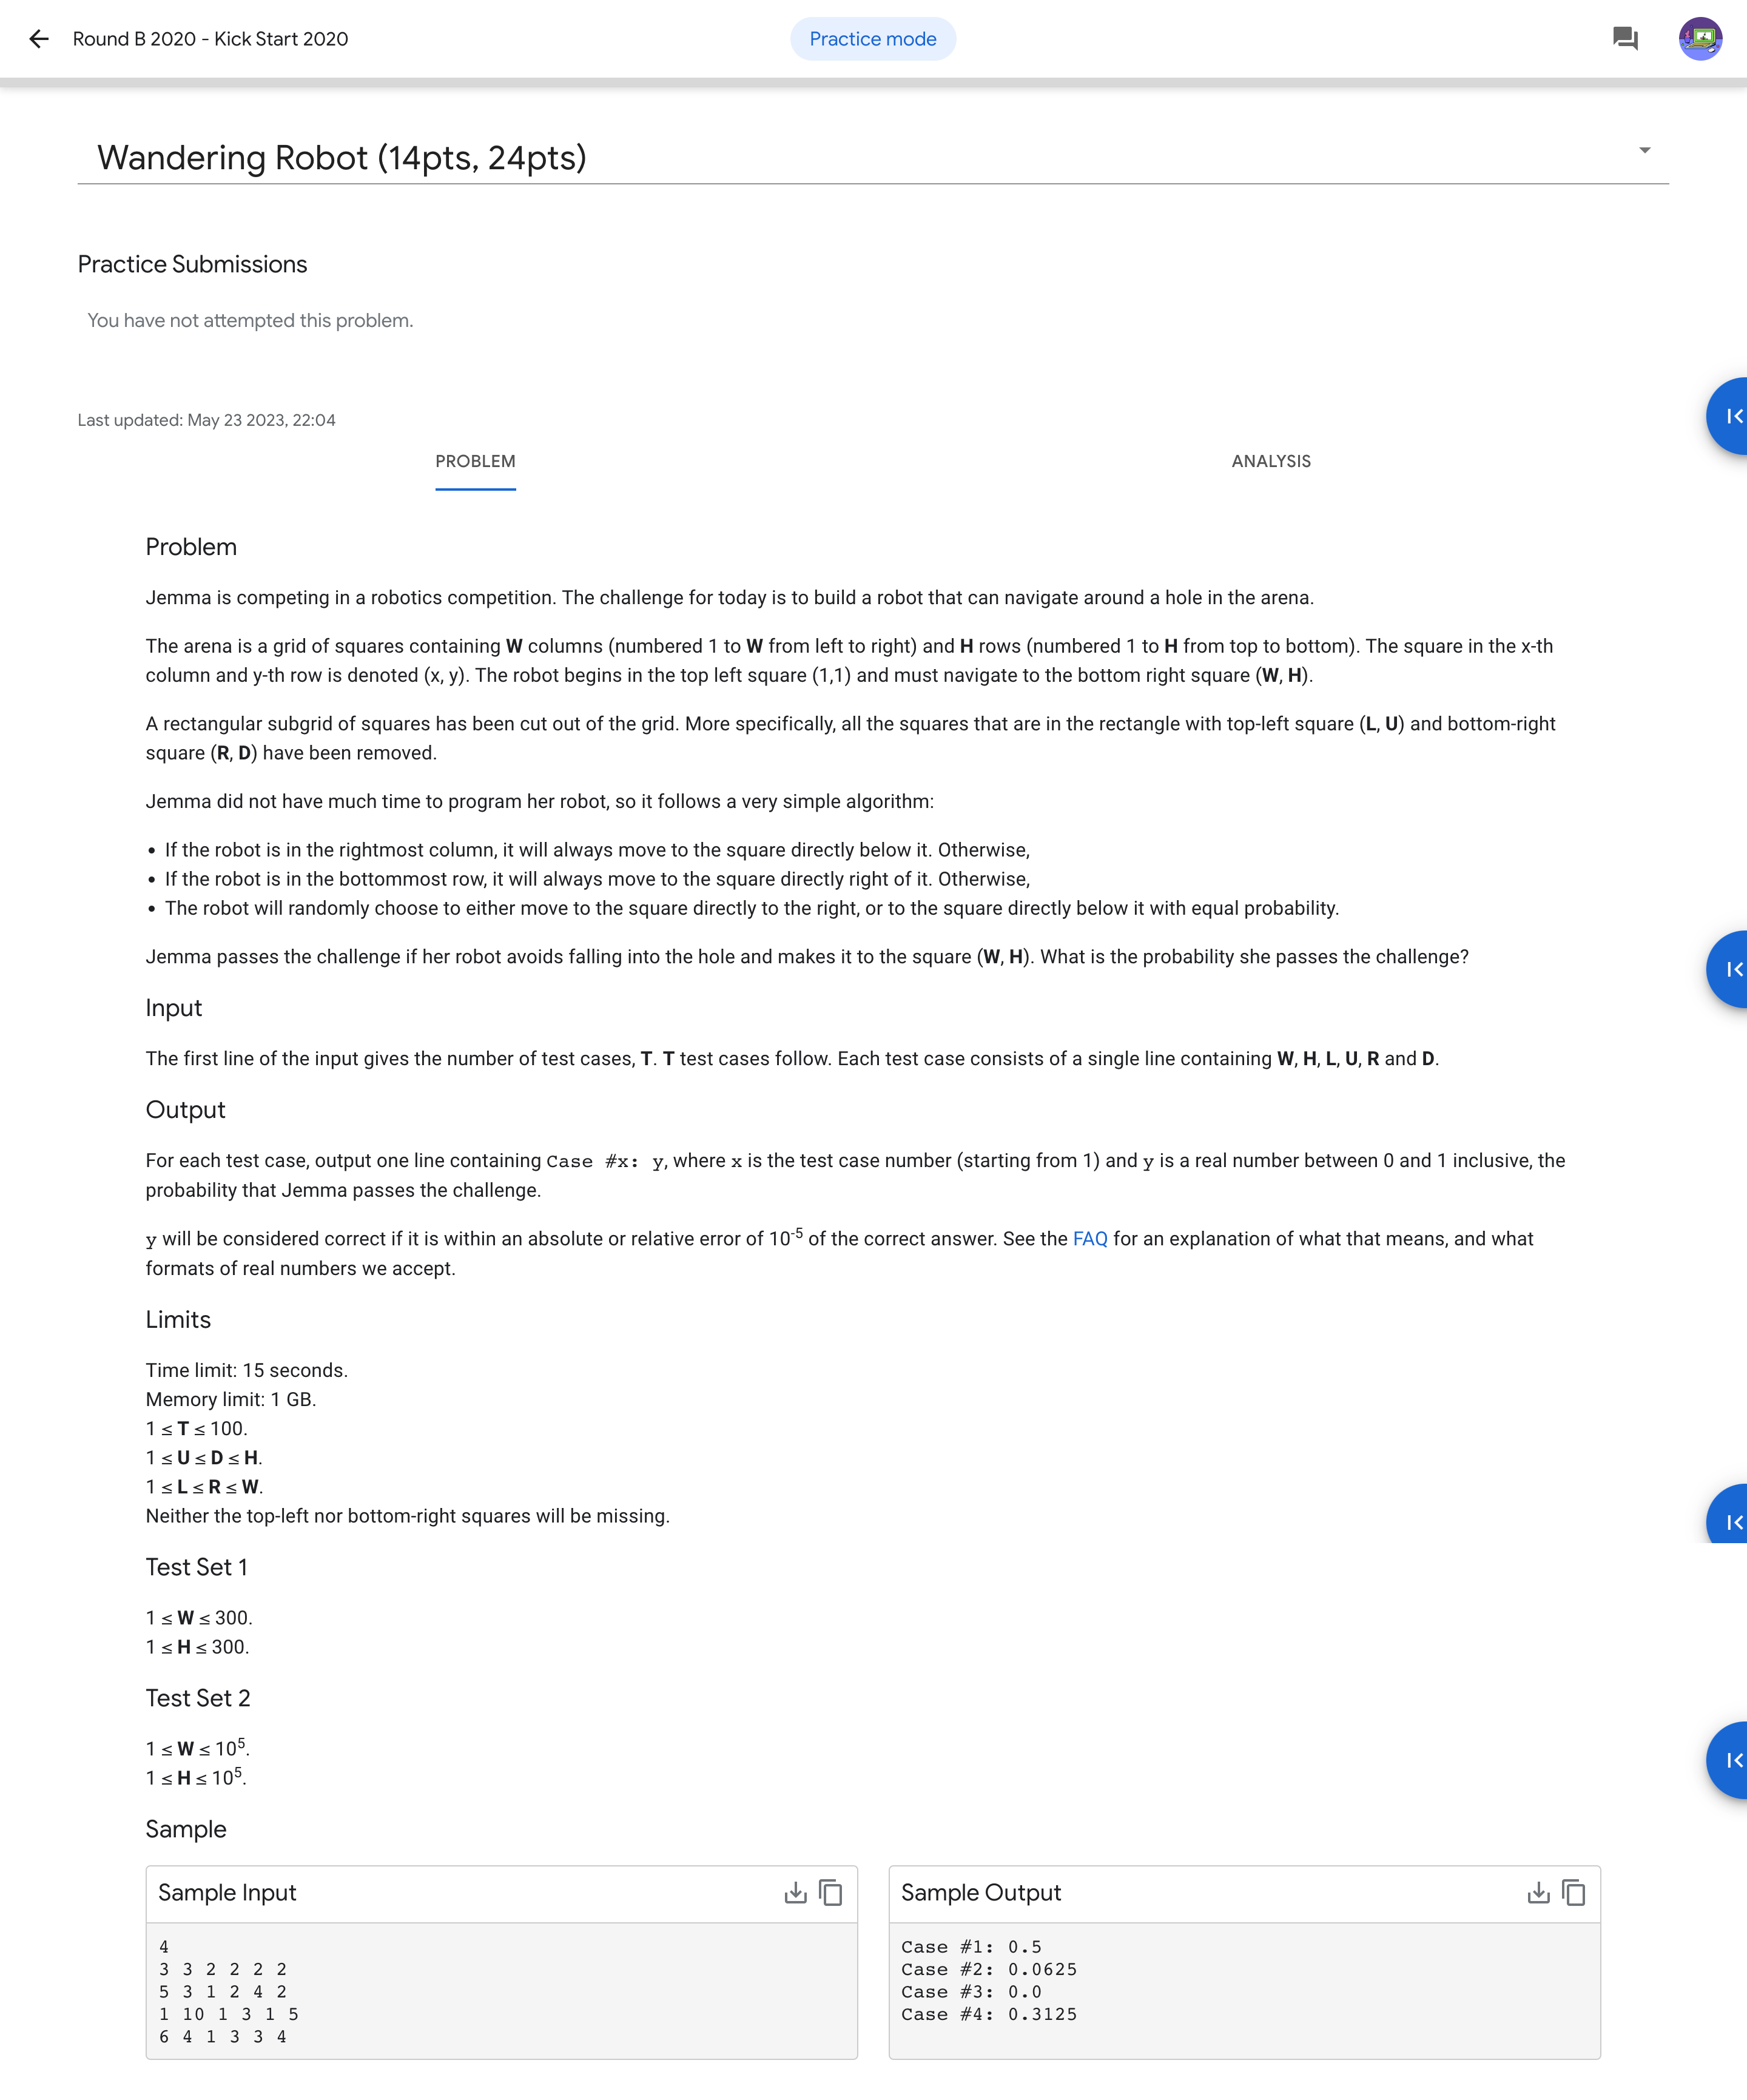 Round B 2020 - Kick Start 2020
Practice mode
Wandering Robot (14pts, 24pts)
Practice Submissions
You have not attempted this problem.
Last updated: May 23 2023, 22:04
PROBLEM
ANALYSIS
Problem
Jemma is competing in a robotics competition. The challenge for today is to build a robot that can navigate around a hole in the arena.
The arena is a grid of squares containing W columns (numbered 1 to W from left to right) and H rows (numbered 1 to H from top to bottom). The square in the x-th
column and y-th row is denoted (x, y). The robot begins in the top left square (1,1) and must navigate to the bottom right square (W, H).
A rectangular subgrid of squares has been cut out of the grid. More specifically, all the squares that are in the rectangle with top-left square (L, U) and bottom-right
square (R, D) have been removed.
Jemma did not have much time to program her robot, so it follows a very simple algorithm:
• If the robot is in the rightmost column, it will always move to the square directly below it. Otherwise,
• If the robot is in the bottommost row, it will always move to the square directly right of it. Otherwise,
• The robot will randomly choose to either move to the square directly to the right, or to the square directly below it with equal probability.
Jemma passes the challenge if her robot avoids falling into the hole and makes it to the square (W, H). What is the probability she passes the challenge?
Input
The first line of the input gives the number of test cases, T. T test cases follow. Each test case consists of a single line containing W, H, L, U, R and D.
Output
For each test case, output one line containing Case #x: y, where x is the test case number (starting from 1) and y is a real number between 0 and 1 inclusive, the
probability that Jemma passes the challenge.
y will be considered correct if it is within an absolute or relative error of 10⁻⁵ of the correct answer. See the FAQ for an explanation of what that means, and what
formats of real numbers we accept.
Limits
Time limit: 15 seconds.
Memory limit: 1 GB.
1 ≤ T ≤ 100.
1 ≤ U ≤ D ≤ H.
1 ≤ L ≤ R ≤ W.
Neither the top-left nor bottom-right squares will be missing.
Test Set 1
1 ≤ W ≤ 300.
1 ≤ H ≤ 300.
Test Set 2
1 ≤ W ≤ 10⁵.
1 ≤ H ≤ 10⁵.
Sample
Sample Input
4
3 3 2 2 2 2
5 3 1 2 4 2
1 10 1 3 1 5
6 4 1 3 3 4
Sample Output
Case #1: 0.5
Case #2: 0.0625
Case #3: 0.0
Case #4: 0.3125